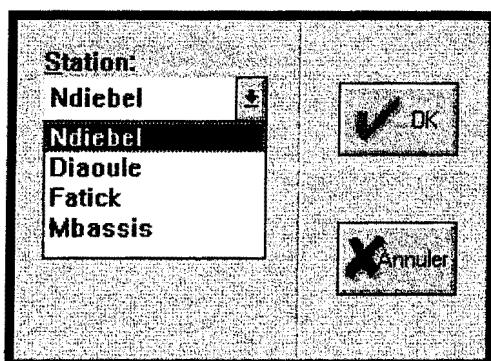 Station:
Ndiebel
Ndiebel
Diaoule
Fatick
Mbassis
OK
Annuler